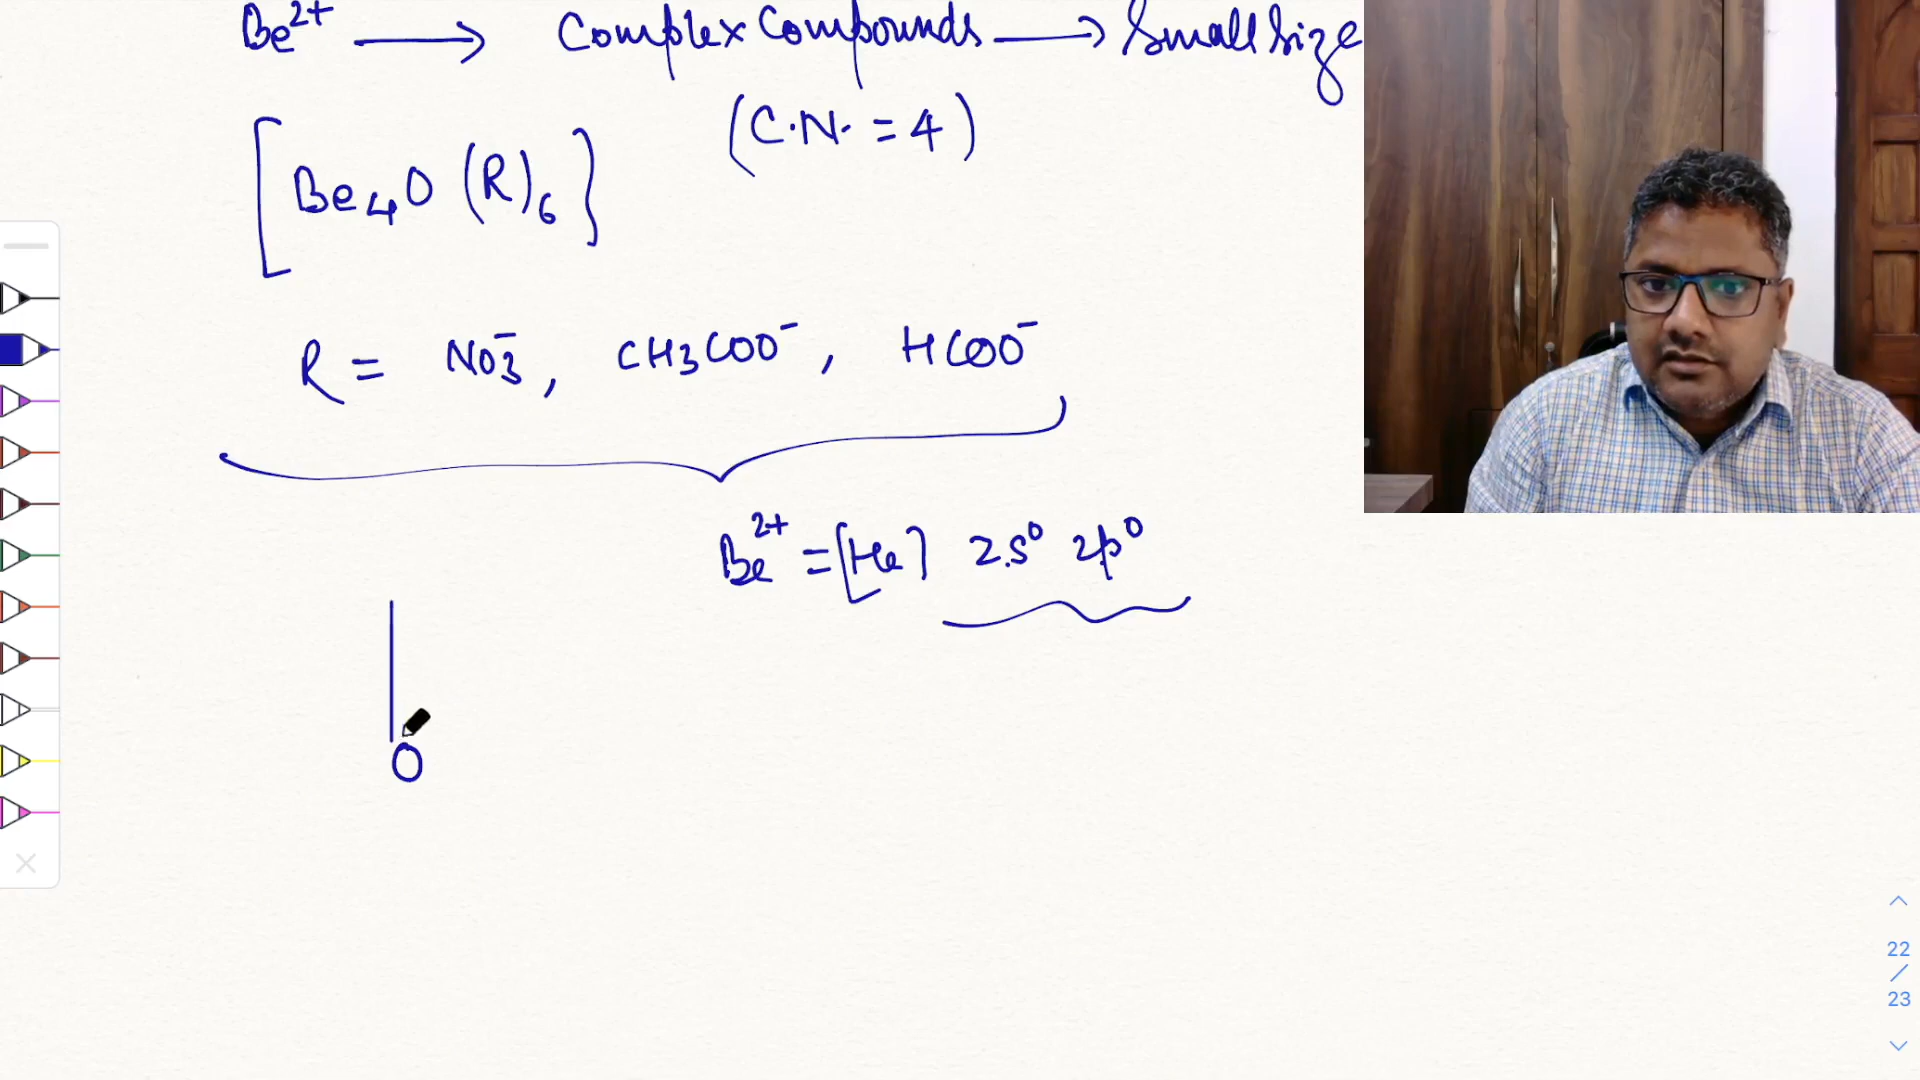 Be²⁺ → Complex Compounds → Small Size
(C.N. = 4)
[Be₄O (R)₆]
R = NO₃⁻, CH₃COO⁻, HCOO⁻
Be²⁺ = [He] 2s⁰ 2p⁰
O
22
/
23